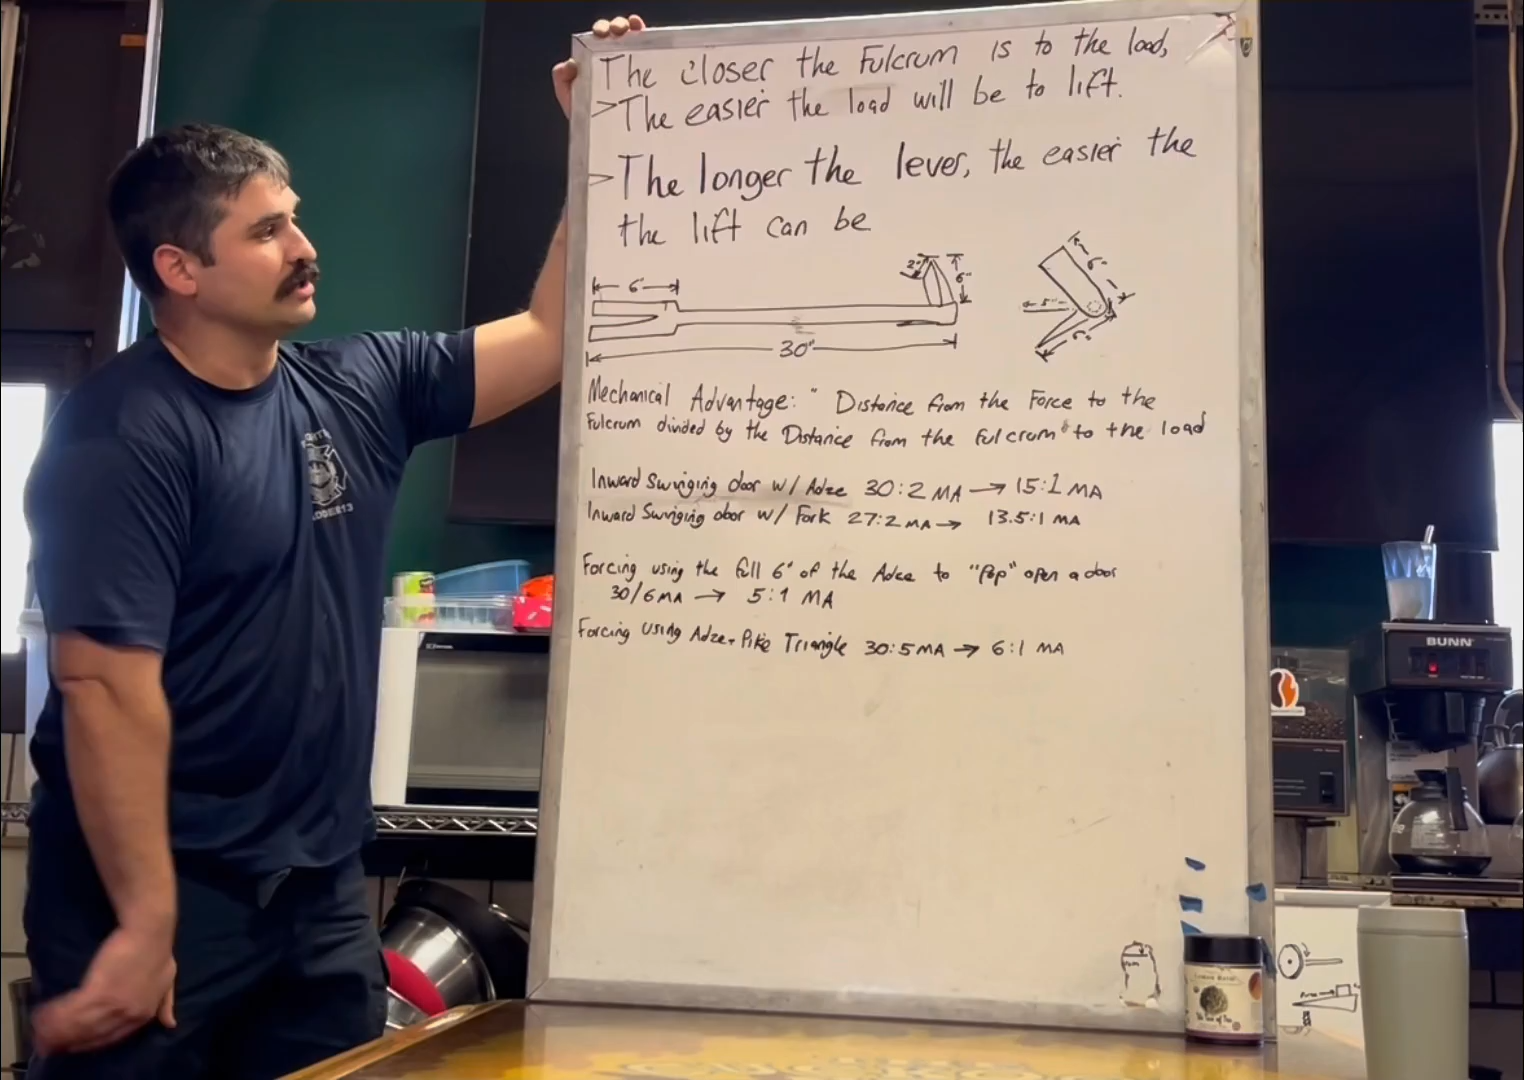 The closer the Fulcrum is to the load,
> The easier the load will be to lift.
> The longer the lever, the easier the
the lift can be
6"
2"
6"
30"
6"
5"
6"
Mechanical Advantage: " Distance from the Force to the
Fulcrum divided by the Distance from the fulcrum" to the load
Inward Swinging door w/ Adze 30:2 MA → 15:1 MA
Inward Swinging door w/ Fork 27:2 MA → 13.5:1 MA
Forcing using the full 6" of the Adze to "Pop" open a door
30/6 MA → 5:1 MA
Forcing using Adze + Pike Triangle 30:5 MA → 6:1 MA
BUNN